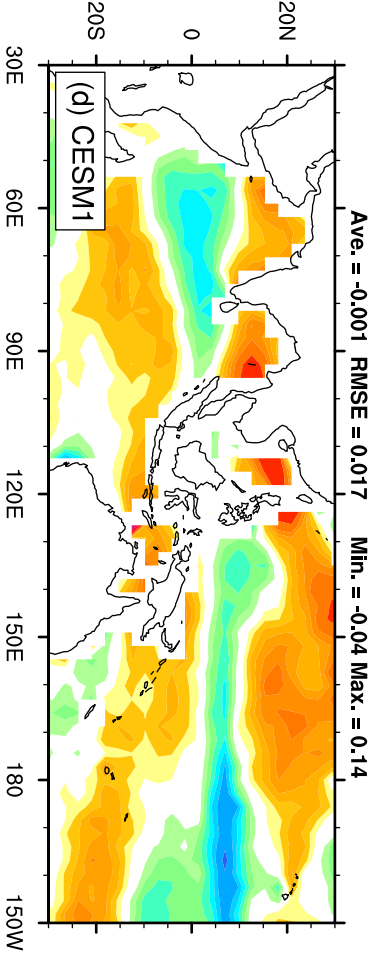 Ave. = -0.001 RMSE = 0.017 Min. = -0.04 Max. = 0.14
20N
0
20S
(d) CESM1
30E 60E 90E 120E 150E 180 150W